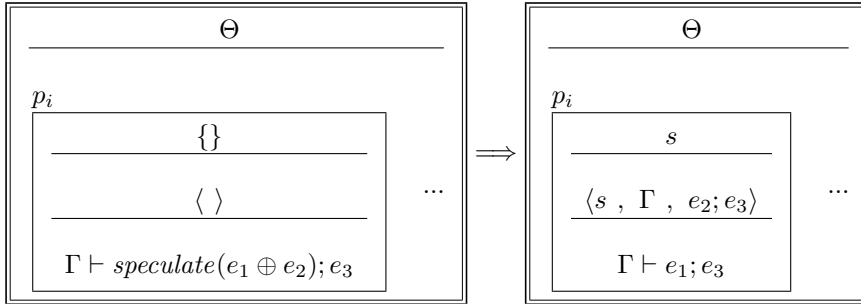 Θ ⟹ Θ
p_i p_i
{} s
⟨ ⟩ ... ⟨s , Γ , e_2; e_3⟩ ...
Γ ⊢ speculate(e_1 ⊕ e_2); e_3 Γ ⊢ e_1; e_3